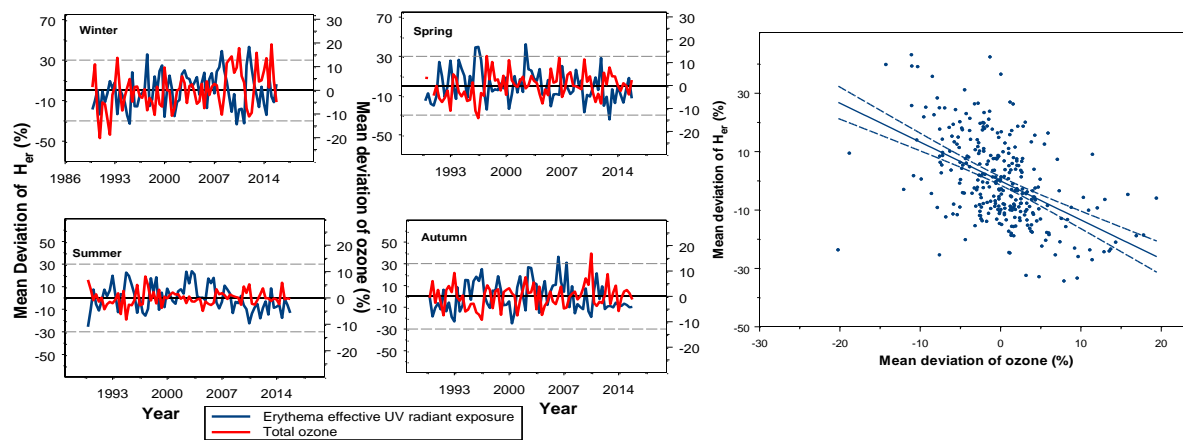 Winter
70
30
-10
-50
30
20
10
0
-10
-20
1986 1993 2000 2007 2014
Spring
70
30
-10
-50
30
20
10
0
-10
-20
1993 2000 2007 2014
Summer
50
30
10
-10
-30
-50
20
10
0
-10
-20
1993 2000 2007 2014
Year
Autumn
50
30
10
-10
-30
-50
20
10
0
-10
-20
1993 2000 2007 2014
Year
Mean Deviation of Her (%)
Mean deviation of ozone (%)
Erythema effective UV radiant exposure
Total ozone
Mean deviation of Her (%)
30
10
-10
-30
-50
-30 -20 -10 0 10 20
Mean deviation of ozone (%)